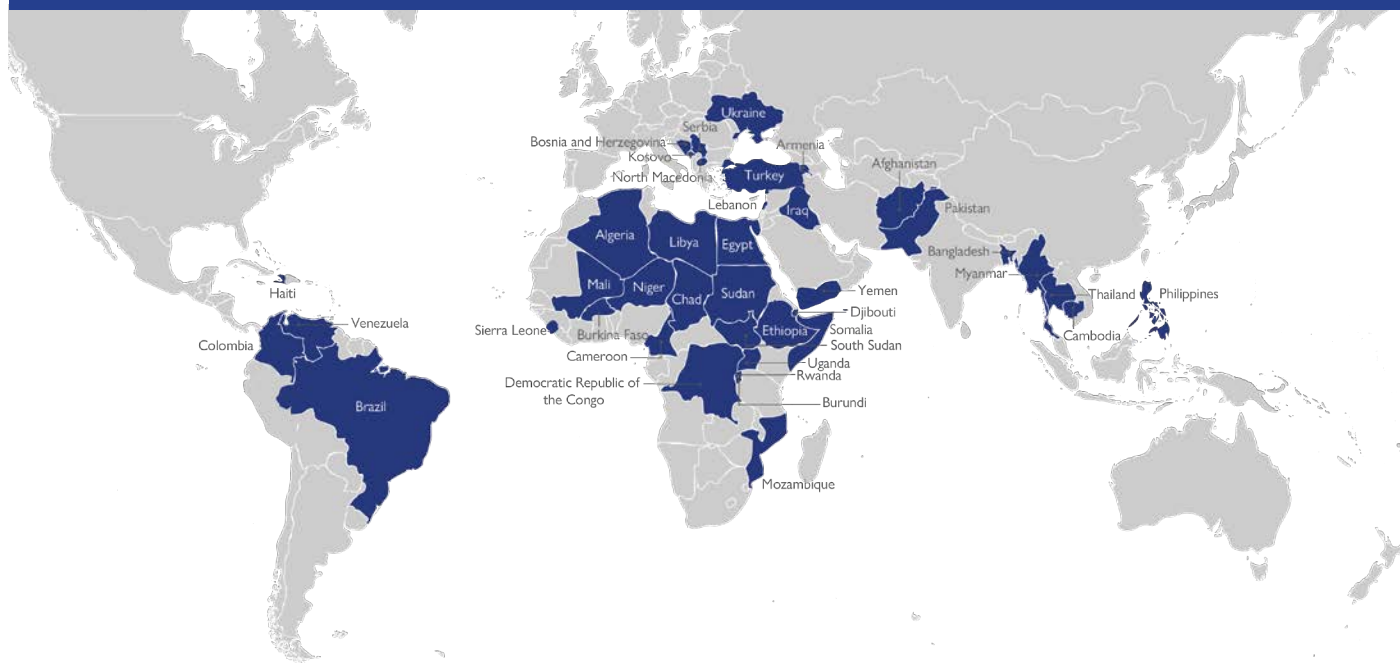 Ukraine
Serbia
Bosnia and Herzegovina
Kosovo
Armenia
North Macedonia
Turkey
Afghanistan
Lebanon
Iraq
Pakistan
Algeria
Libya
Egypt
Bangladesh
Myanmar
Mali
Niger
Chad
Sudan
Yemen
Thailand
Philippines
Haiti
Djibouti
Venezuela
Sierra Leone
Burkina Faso
Ethiopia
Somalia
Cambodia
Colombia
South Sudan
Cameroon
Uganda
Rwanda
Democratic Republic of
the Congo
Brazil
Burundi
Mozambique